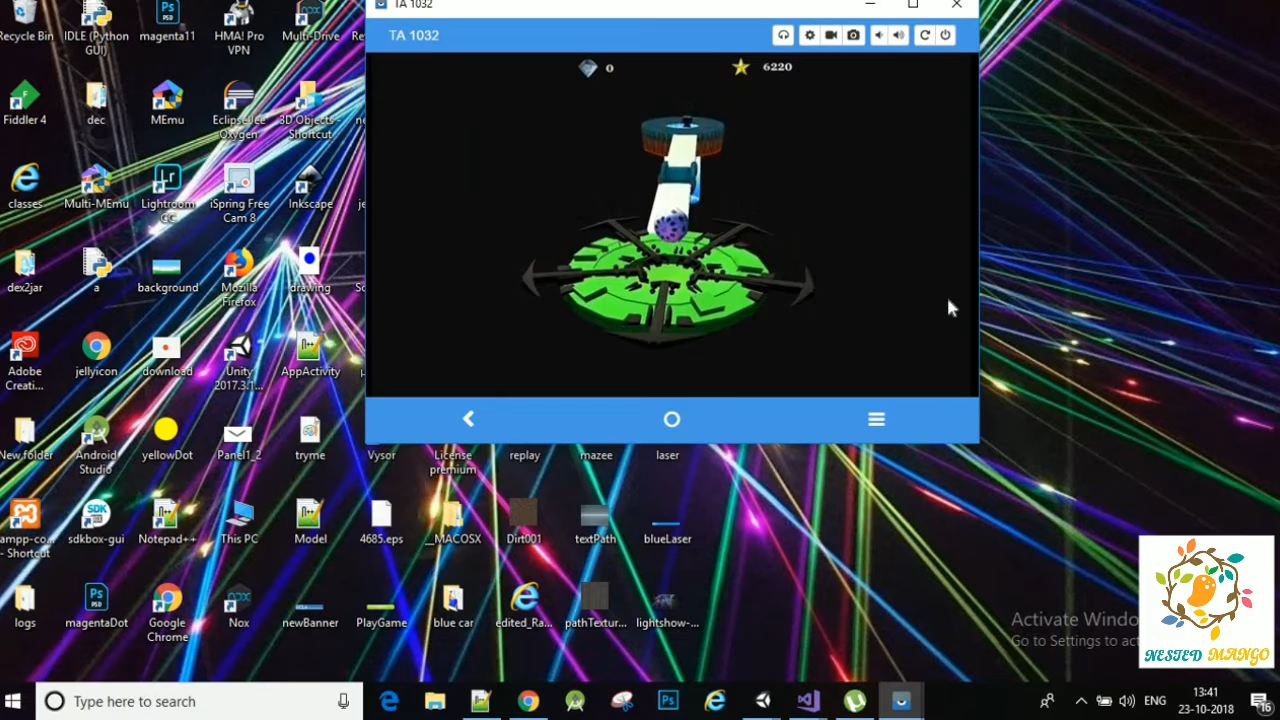 TA 1032
TA 1032
0
6220
Recycle Bin
IDLE (Python
GUI)
magenta11
HMA! Pro
VPN
Multi-Drive
Fiddler 4
dec
MEmu
EclipseJee
Oxygen
3D Objects -
Shortcut
classes
Multi-MEmu
Lightroom
CC
iSpring Free
Cam 8
Inkscape
dex2jar
a
background
Mozilla
Firefox
drawing
Adobe
Creati...
jellyicon
download
Unity
2017.3.1...
AppActivity
New folder
Android
Studio
yellowDot
Panel1_2
tryme
Vysor
License
premium
replay
mazee
laser
ampp-co...
- Shortcut
sdkbox-gui
Notepad++
This PC
Model
4685.eps
__MACOSX
Dirt001
textPath
blueLaser
logs
magentaDot
Google
Chrome
Nox
newBanner
PlayGame
blue car
edited_Ra...
pathTextur...
lightshow-...
Activate Windo
Go to Settings to act
NESTED MANGO
Type here to search
ENG
13:41
23-10-2018
16